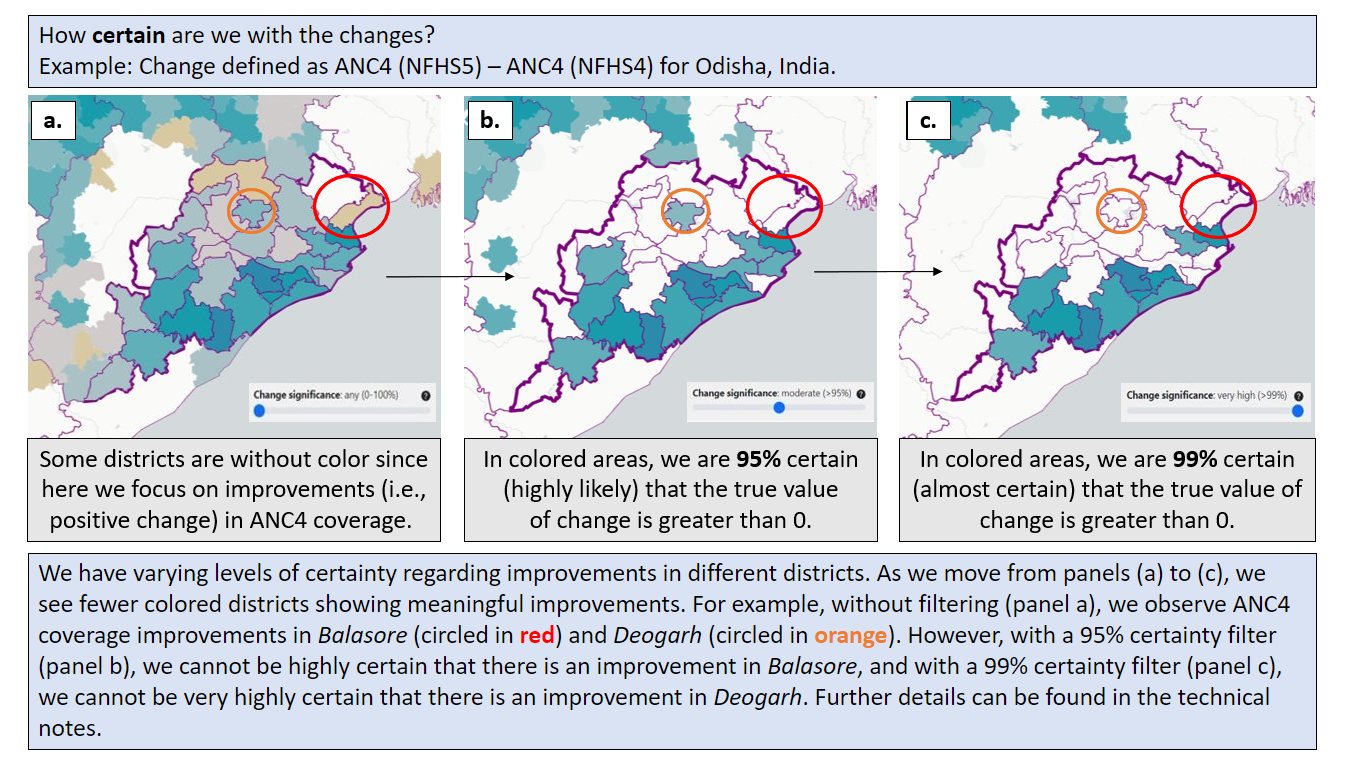 How certain are we with the changes?
Example: Change defined as ANC4 (NFHS5) – ANC4 (NFHS4) for Odisha, India.
a.
b.
c.
Change significance: any (0-100%) ?
Change significance: moderate (>95%) ?
Change significance: very high (>99%) ?
Some districts are without color since
here we focus on improvements (i.e.,
positive change) in ANC4 coverage.
In colored areas, we are 95% certain
(highly likely) that the true value
of change is greater than 0.
In colored areas, we are 99% certain
(almost certain) that the true value of
change is greater than 0.
We have varying levels of certainty regarding improvements in different districts. As we move from panels (a) to (c), we
see fewer colored districts showing meaningful improvements. For example, without filtering (panel a), we observe ANC4
coverage improvements in Balasore (circled in red) and Deogarh (circled in orange). However, with a 95% certainty filter
(panel b), we cannot be highly certain that there is an improvement in Balasore, and with a 99% certainty filter (panel c),
we cannot be very highly certain that there is an improvement in Deogarh. Further details can be found in the technical
notes.